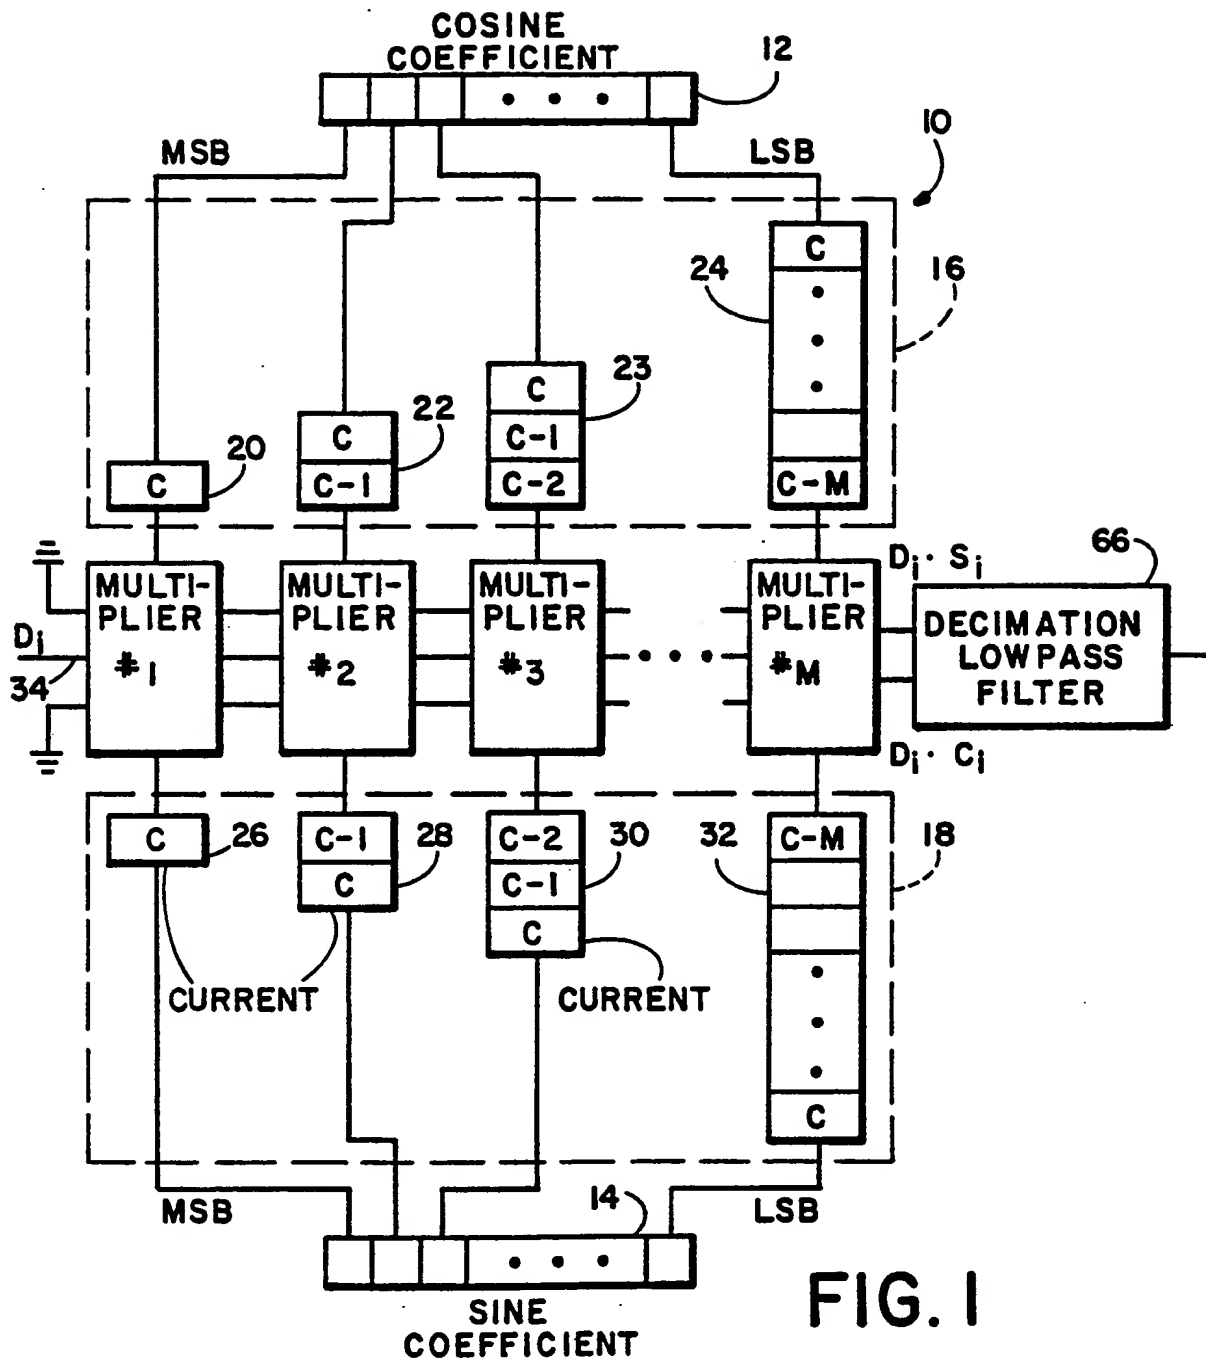 COSINE
COEFFICIENT
12
MSB
LSB
10
C
24
16
C
23
C
22
C-1
20
C
C-1
C-2
C-M
MULTI-
PLIER
#1
MULTI-
PLIER
#2
MULTI-
PLIER
#3
MULTI-
PLIER
#M
Di · Si
66
Di
34
DECIMATION
LOW PASS
FILTER
Di · Ci
C
26
C-1
28
C
C-2
30
C-1
C
32
C-M
18
CURRENT
CURRENT
C
MSB
14
LSB
SINE
COEFFICIENT
FIG. 1